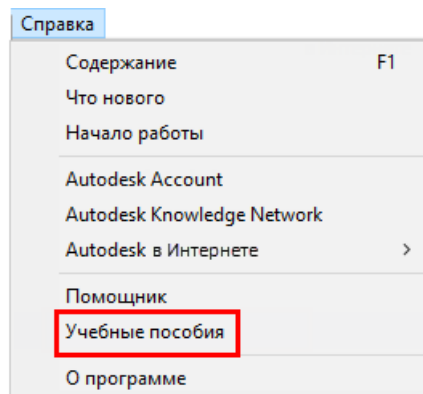 Справка
Содержание F1
Что нового
Начало работы
Autodesk Account
Autodesk Knowledge Network
Autodesk в Интернете >
Помощник
Учебные пособия
О программе